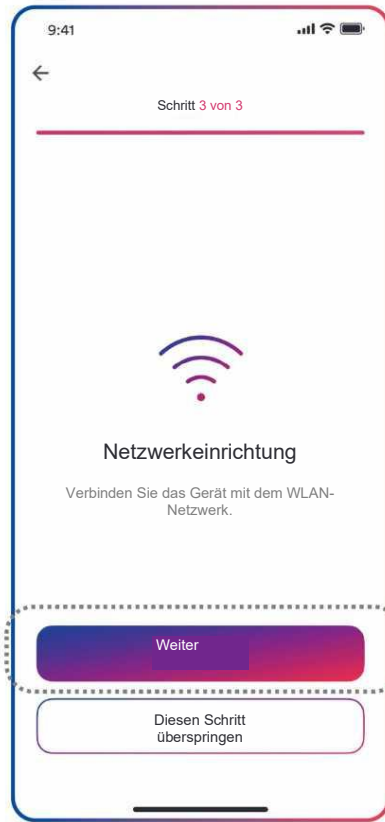 9:41
Schritt 3 von 3
Netzwerkeinrichtung
Verbinden Sie das Gerät mit dem WLAN-
Netzwerk.
Weiter
Diesen Schritt
überspringen